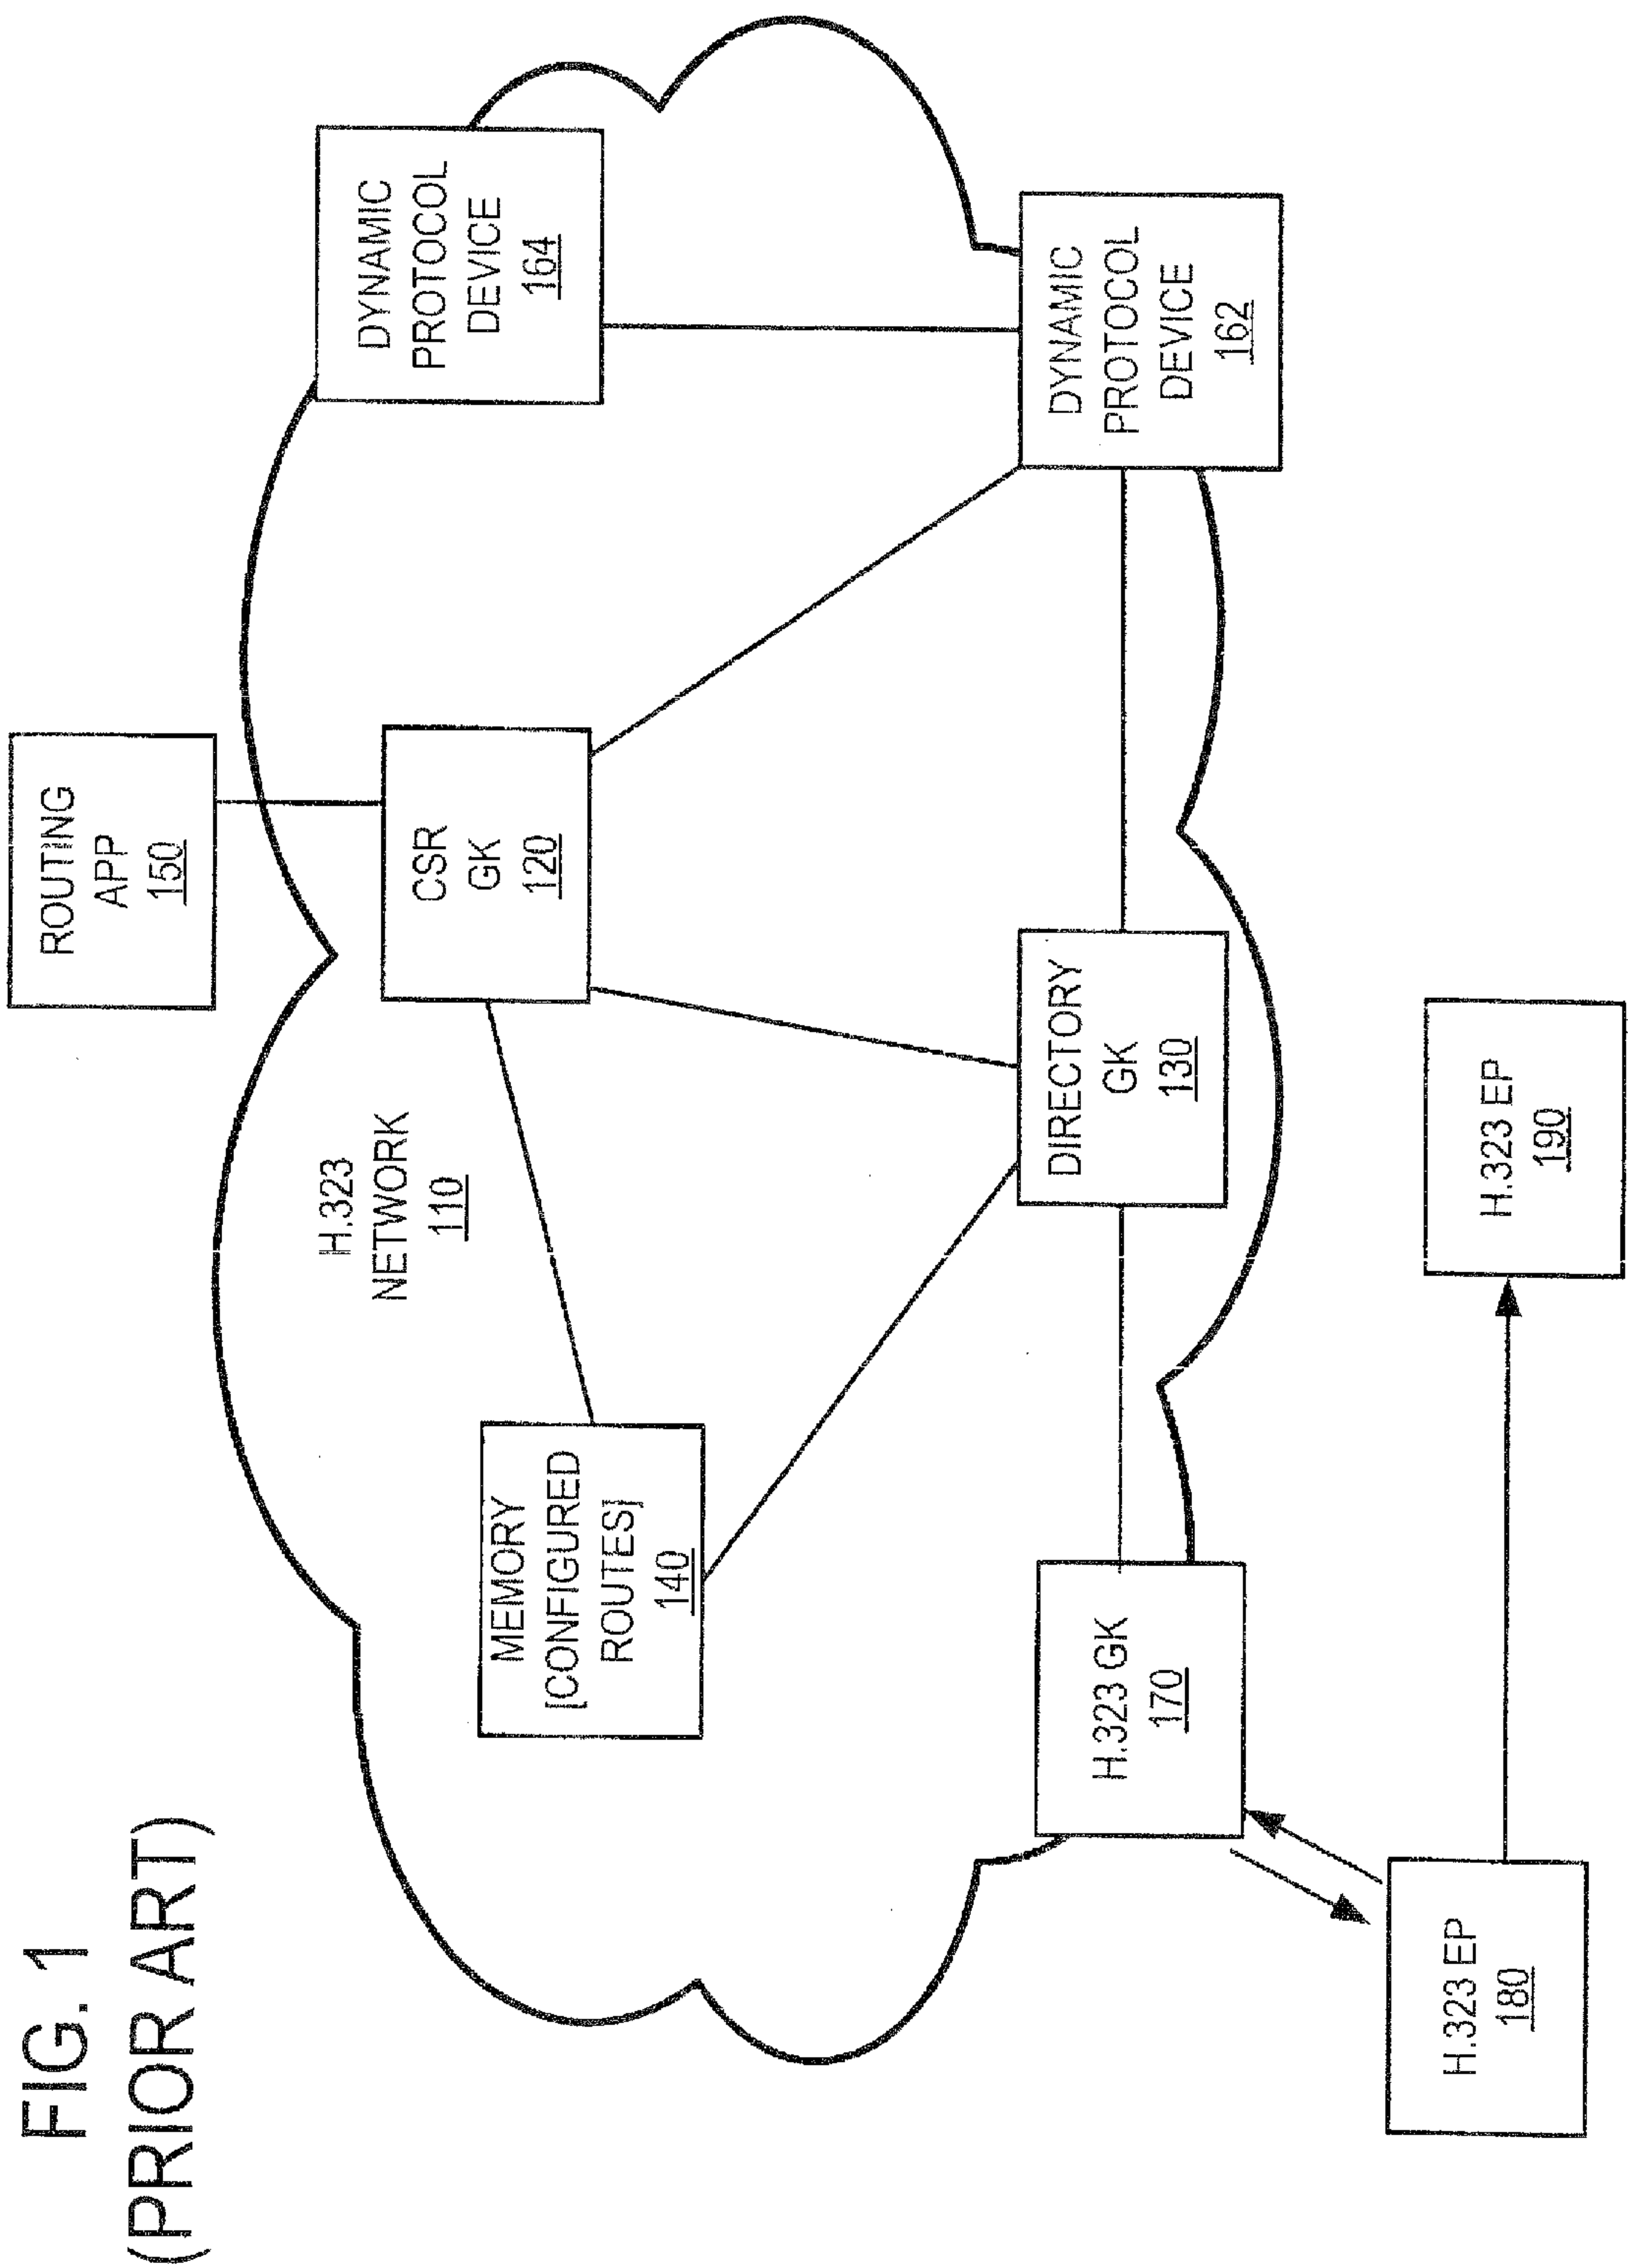 FIG. 1
(PRIOR ART)
ROUTING
APP
150
H.323
NETWORK
110
CSR
GK
120
DYNAMIC
PROTOCOL
DEVICE
164
MEMORY
[CONFIGURED
ROUTES]
140
H.323 GK
170
DIRECTORY
GK
130
DYNAMIC
PROTOCOL
DEVICE
162
H.323 EP
180
H.323 EP
190